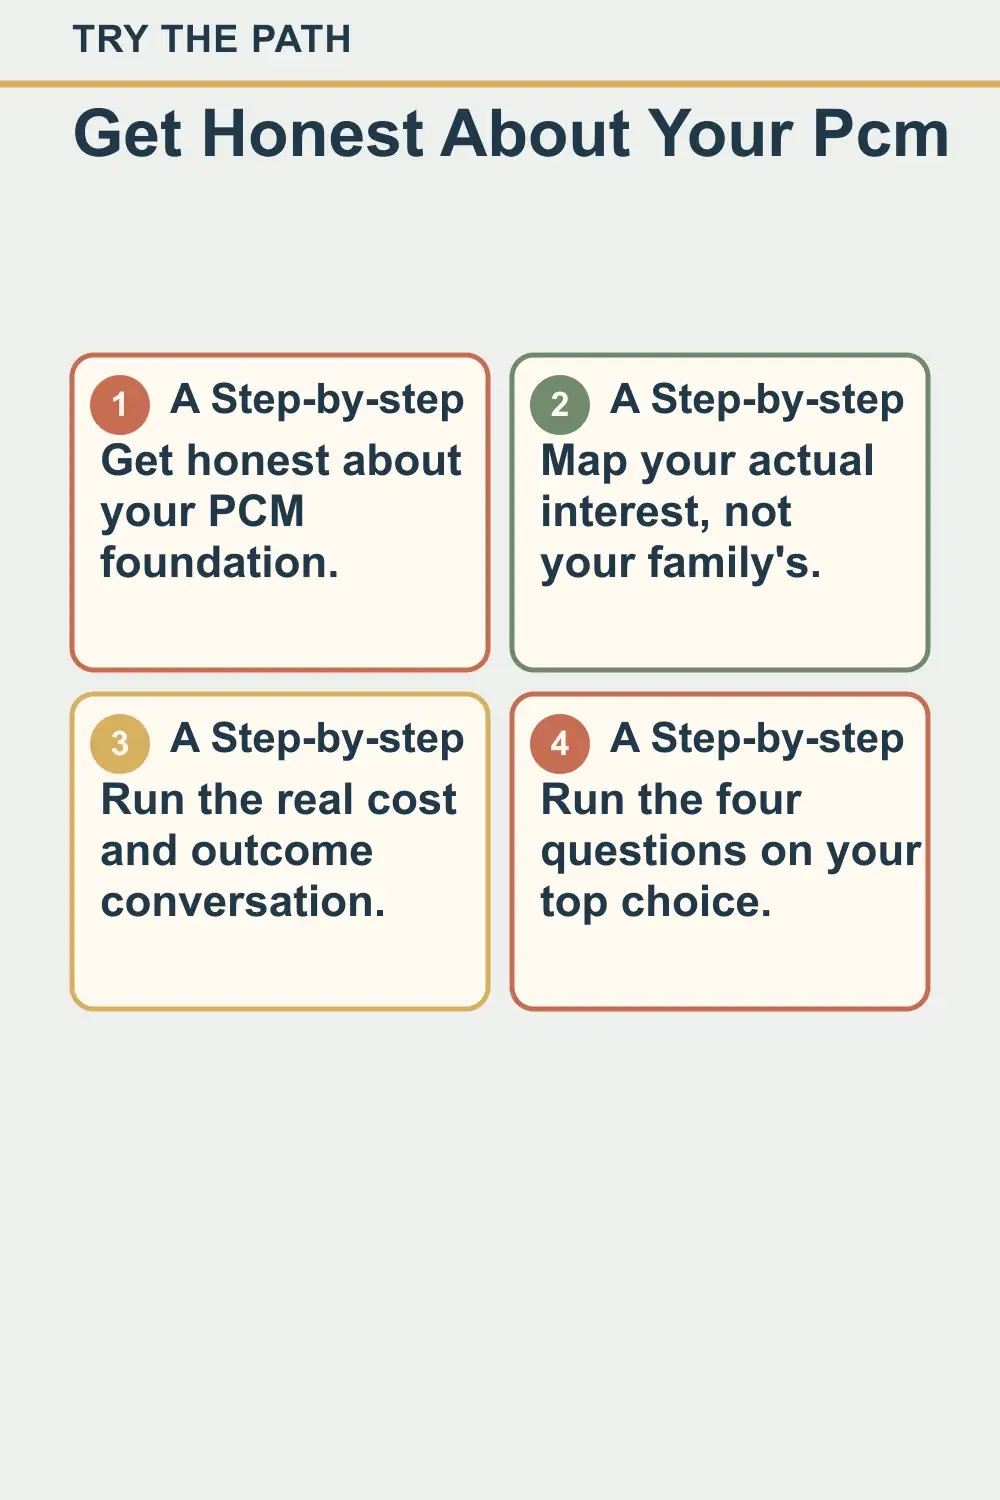 TRY THE PATH
Get Honest About Your Pcm
1 A Step-by-step
Get honest about
your PCM
foundation.
2 A Step-by-step
Map your actual
interest, not
your family's.
3 A Step-by-step
Run the real cost
and outcome
conversation.
4 A Step-by-step
Run the four
questions on your
top choice.